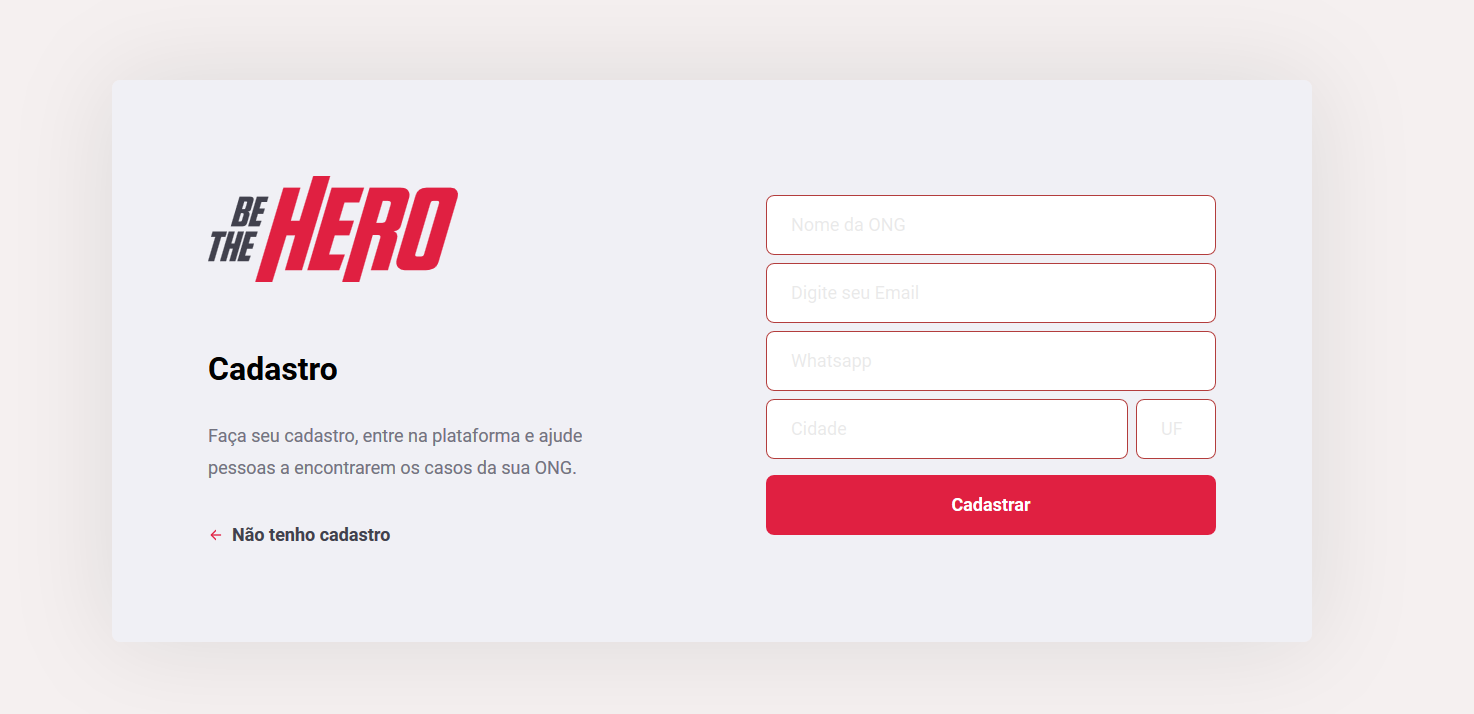 BE
THE
HERO
Cadastro
Faça seu cadastro, entre na plataforma e ajude
pessoas a encontrarem os casos da sua ONG.
Não tenho cadastro
Nome da ONG
Digite seu Email
Whatsapp
Cidade
UF
Cadastrar